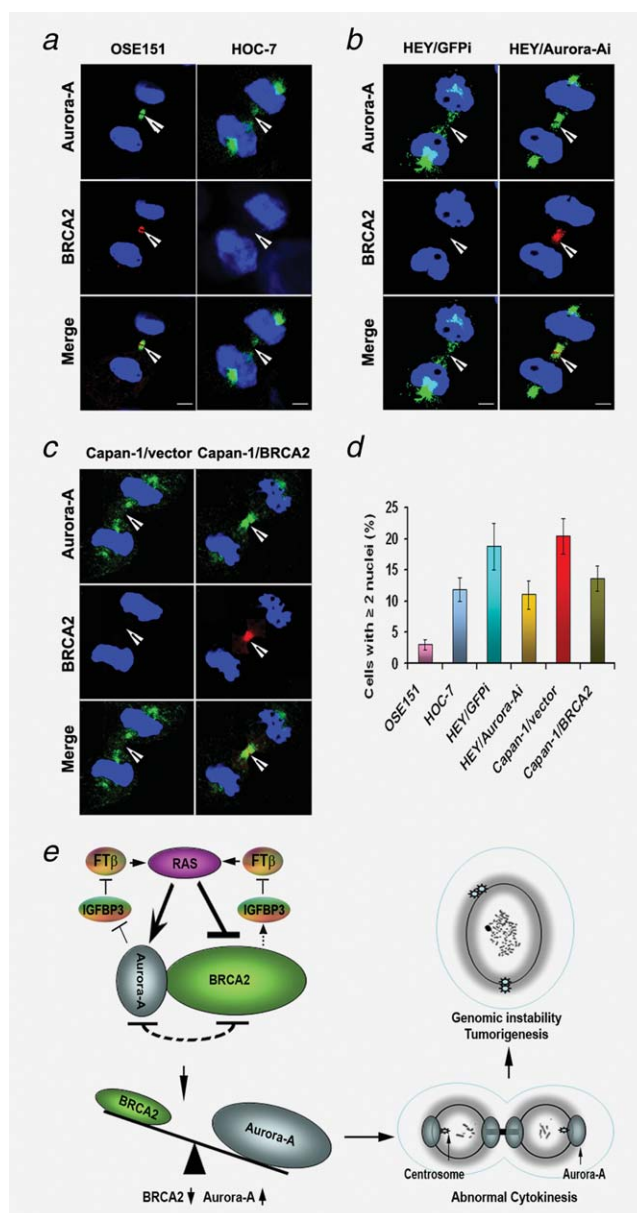 a
OSE151 HOC-7
Aurora-A
BRCA2
Merge
b
HEY/GFPi HEY/Aurora-Ai
Aurora-A
BRCA2
Merge
c
Capan-1/vector Capan-1/BRCA2
Aurora-A
BRCA2
Merge
d
Cells with ≥ 2 nuclei (%)
25
20
15
10
5
0
OSE151
HOC-7
HEY/GFPi
HEY/Aurora-Ai
Capan-1/vector
Capan-1/BRCA2
e
FTβ RAS FTβ
IGFBP3 IGFBP3
Aurora-A
BRCA2
BRCA2
Aurora-A
BRCA2 Aurora-A
Genomic instability
Tumorigenesis
Centrosome Aurora-A
Abnormal Cytokinesis